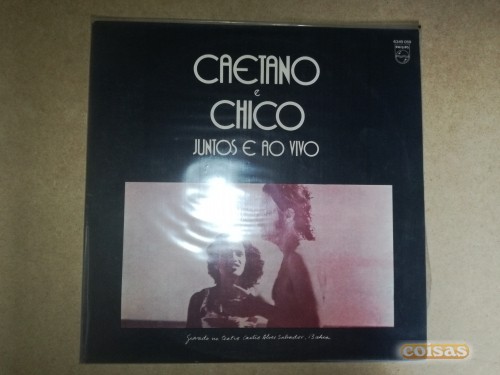 CAETANO
e
CHICO
JUNTOS E AO VIVO
PHILIPS
Gravado no Teatro Castro Alves Salvador, Bahia
coisas